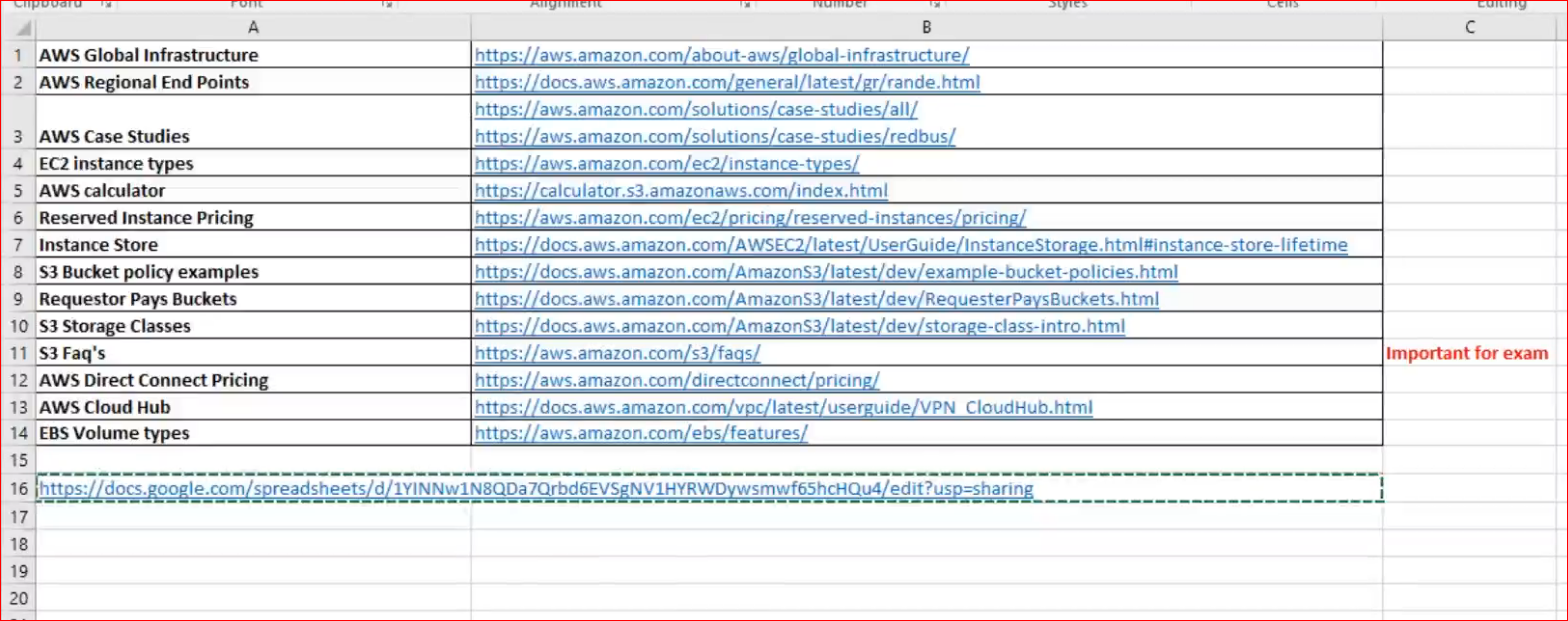 Clipboard Font Alignment Number Styles Cells Editing
A B C
1 AWS Global Infrastructure https://aws.amazon.com/about-aws/global-infrastructure/
2 AWS Regional End Points https://docs.aws.amazon.com/general/latest/gr/rande.html
https://aws.amazon.com/solutions/case-studies/all/
3 AWS Case Studies https://aws.amazon.com/solutions/case-studies/redbus/
4 EC2 instance types https://aws.amazon.com/ec2/instance-types/
5 AWS calculator https://calculator.s3.amazonaws.com/index.html
6 Reserved Instance Pricing https://aws.amazon.com/ec2/pricing/reserved-instances/pricing/
7 Instance Store https://docs.aws.amazon.com/AWSEC2/latest/UserGuide/InstanceStorage.html#instance-store-lifetime
8 S3 Bucket policy examples https://docs.aws.amazon.com/AmazonS3/latest/dev/example-bucket-policies.html
9 Requestor Pays Buckets https://docs.aws.amazon.com/AmazonS3/latest/dev/RequesterPaysBuckets.html
10 S3 Storage Classes https://docs.aws.amazon.com/AmazonS3/latest/dev/storage-class-intro.html
11 S3 Faq's https://aws.amazon.com/s3/faqs/ Important for exam
12 AWS Direct Connect Pricing https://aws.amazon.com/directconnect/pricing/
13 AWS Cloud Hub https://docs.aws.amazon.com/vpc/latest/userguide/VPN_CloudHub.html
14 EBS Volume types https://aws.amazon.com/ebs/features/
15
16 https://docs.google.com/spreadsheets/d/1YINNw1N8QDa7Qrbd6EVSgNV1HYRWDywsmwf65hcHQu4/edit?usp=sharing
17
18
19
20